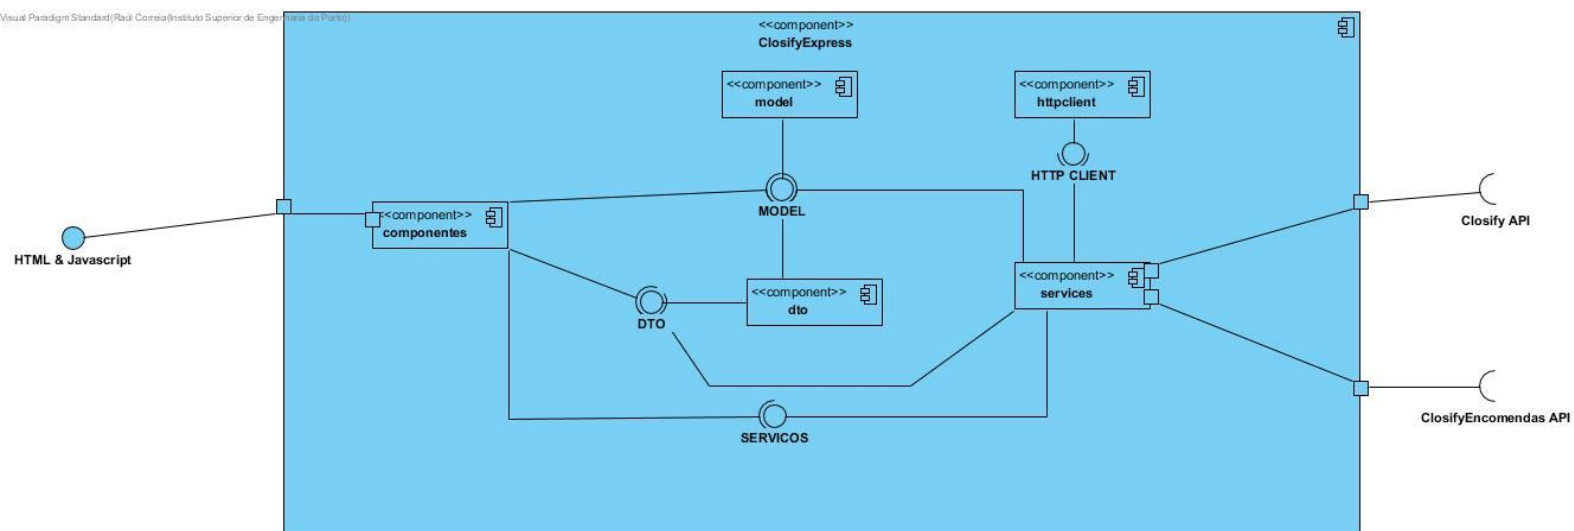 Visual Paradigm Standard(Raúl Correia(Instituto Superior de Engenharia do Porto))
<<component>>
ClosifyExpress
<<component>>
model
<<component>>
httpclient
HTTP CLIENT
MODEL
<<component>>
componentes
HTML & Javascript
Closify API
<<component>>
services
<<component>>
dto
DTO
SERVICOS
ClosifyEncomendas API